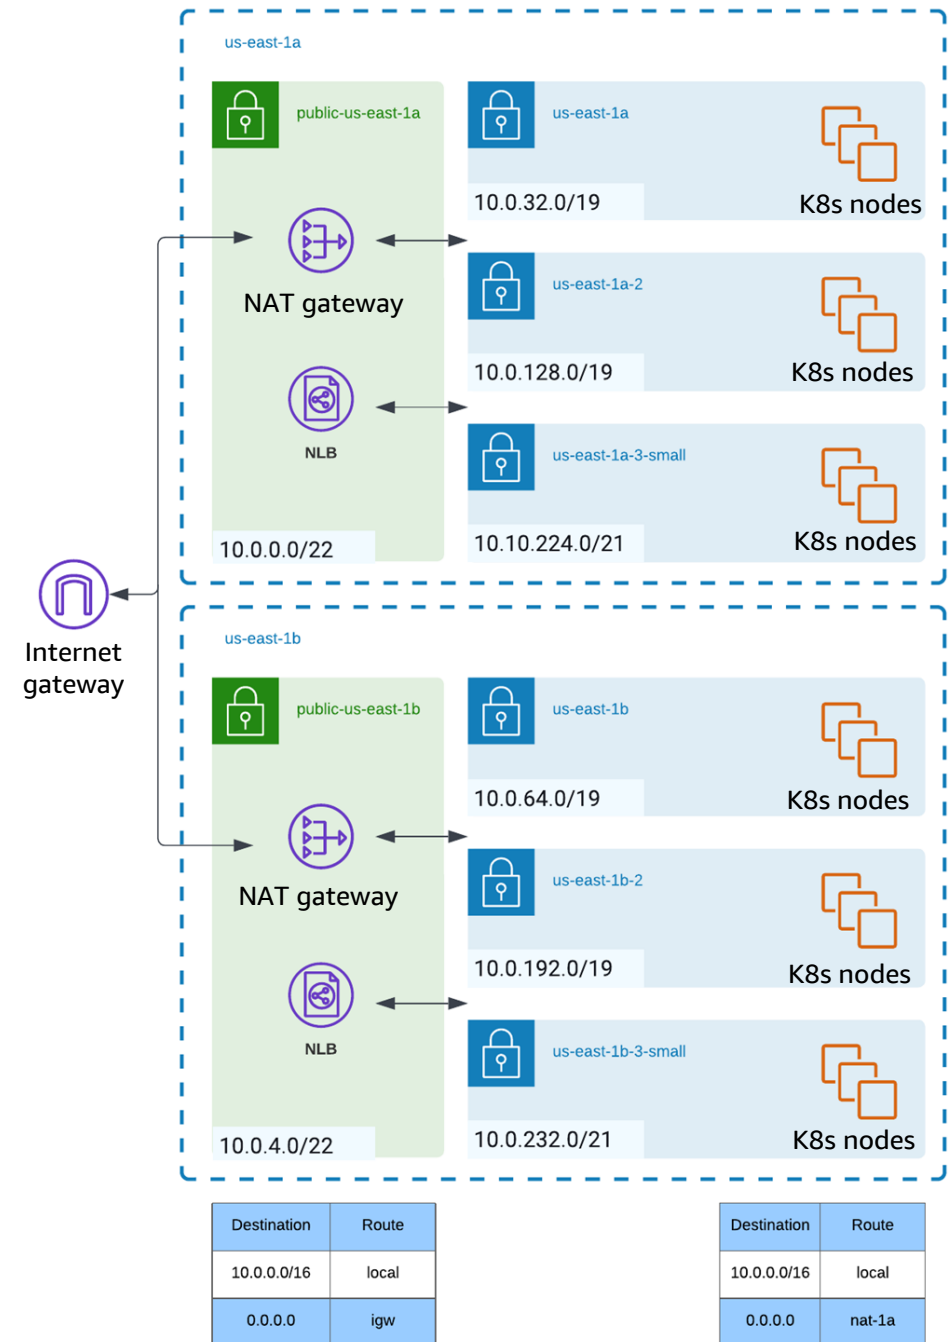 us-east-1a
public-us-east-1a
NAT gateway
NLB
10.0.0.0/22
us-east-1a
10.0.32.0/19
K8s nodes
us-east-1a-2
10.0.128.0/19
K8s nodes
us-east-1a-3-small
10.10.224.0/21
K8s nodes
Internet
gateway
us-east-1b
public-us-east-1b
NAT gateway
NLB
10.0.4.0/22
us-east-1b
10.0.64.0/19
K8s nodes
us-east-1b-2
10.0.192.0/19
K8s nodes
us-east-1b-3-small
10.0.232.0/21
K8s nodes
Destination Route
10.0.0.0/16 local
0.0.0.0 igw
Destination Route
10.0.0.0/16 local
0.0.0.0 nat-1a